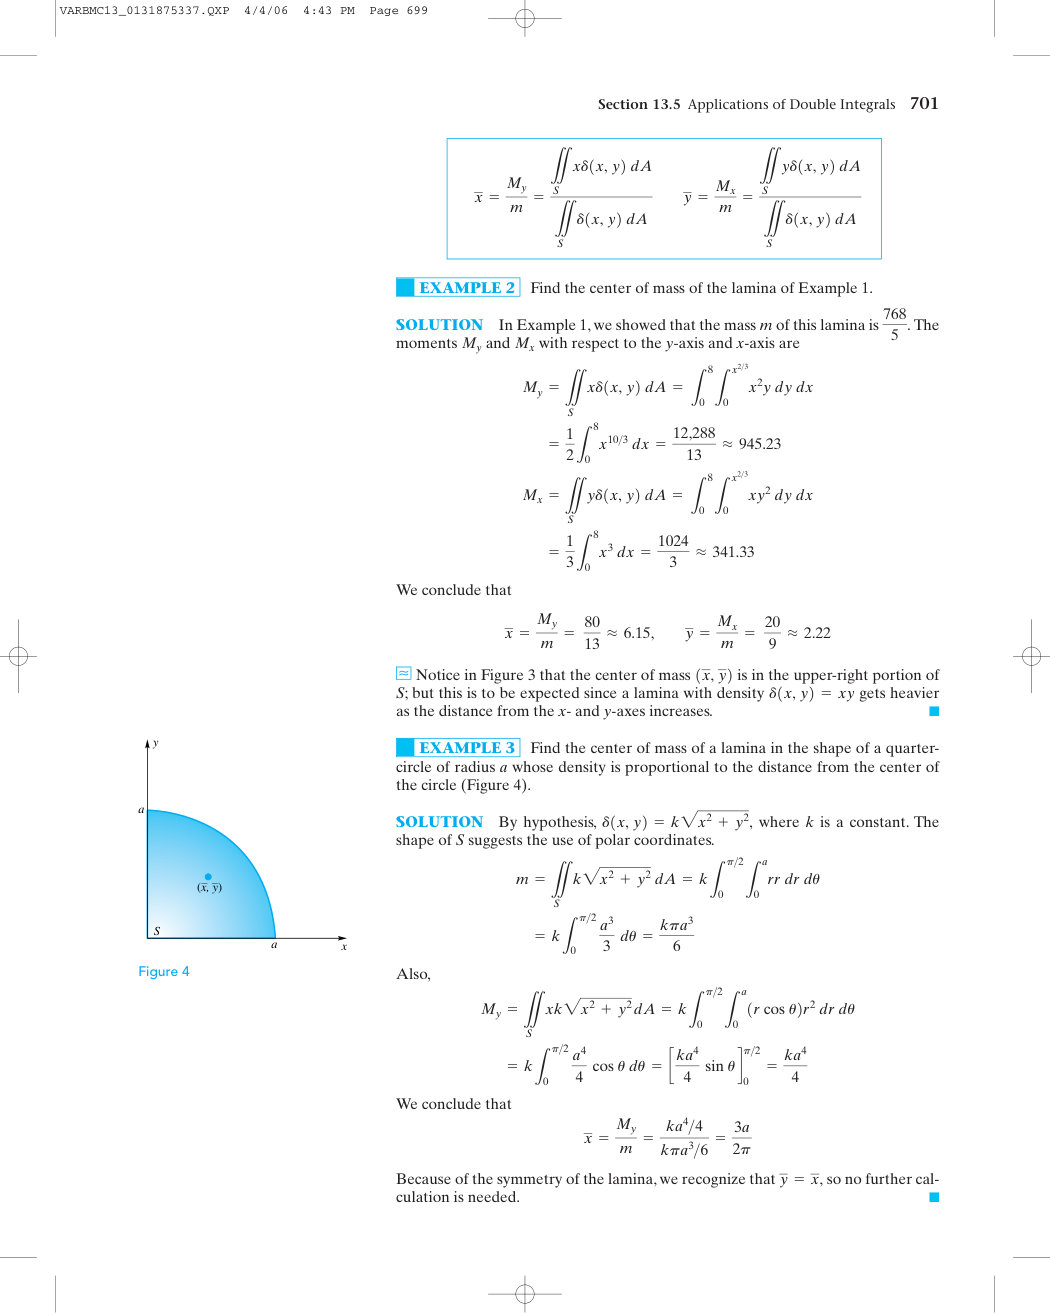 VARBMC13_0131875337.QXP 4/4/06 4:43 PM Page 699
Section 13.5 Applications of Double Integrals 701
x̄ = M_y/m = ∬_S xδ(x, y) dA / ∬_S δ(x, y) dA    ȳ = M_x/m = ∬_S yδ(x, y) dA / ∬_S δ(x, y) dA
EXAMPLE 2 Find the center of mass of the lamina of Example 1.
SOLUTION In Example 1, we showed that the mass m of this lamina is 768/5. The
moments M_y and M_x with respect to the y-axis and x-axis are
M_y = ∬_S xδ(x, y) dA = ∫_0^8 ∫_0^{x^{2/3}} x²y dy dx
= 1/2 ∫_0^8 x^{10/3} dx = 12,288/13 ≈ 945.23
M_x = ∬_S yδ(x, y) dA = ∫_0^8 ∫_0^{x^{2/3}} xy² dy dx
= 1/3 ∫_0^8 x³ dx = 1024/3 ≈ 341.33
We conclude that
x̄ = M_y/m = 80/13 ≈ 6.15,    ȳ = M_x/m = 20/9 ≈ 2.22
≈ Notice in Figure 3 that the center of mass (x̄, ȳ) is in the upper-right portion of
S; but this is to be expected since a lamina with density δ(x, y) = xy gets heavier
as the distance from the x- and y-axes increases.
EXAMPLE 3 Find the center of mass of a lamina in the shape of a quarter-
circle of radius a whose density is proportional to the distance from the center of
the circle (Figure 4).
SOLUTION By hypothesis, δ(x, y) = k√(x² + y²), where k is a constant. The
shape of S suggests the use of polar coordinates.
m = ∬_S k√(x² + y²) dA = k ∫_0^{π/2} ∫_0^a rr dr dθ
= k ∫_0^{π/2} a³/3 dθ = kπa³/6
Also,
M_y = ∬_S xk√(x² + y²) dA = k ∫_0^{π/2} ∫_0^a (r cos θ)r² dr dθ
= k ∫_0^{π/2} a⁴/4 cos θ dθ = [ka⁴/4 sin θ]_0^{π/2} = ka⁴/4
We conclude that
x̄ = M_y/m = (ka⁴/4)/(kπa³/6) = 3a/2π
Because of the symmetry of the lamina, we recognize that ȳ = x̄, so no further cal-
culation is needed.
y
a
(x̄, ȳ)
S
a
x
Figure 4